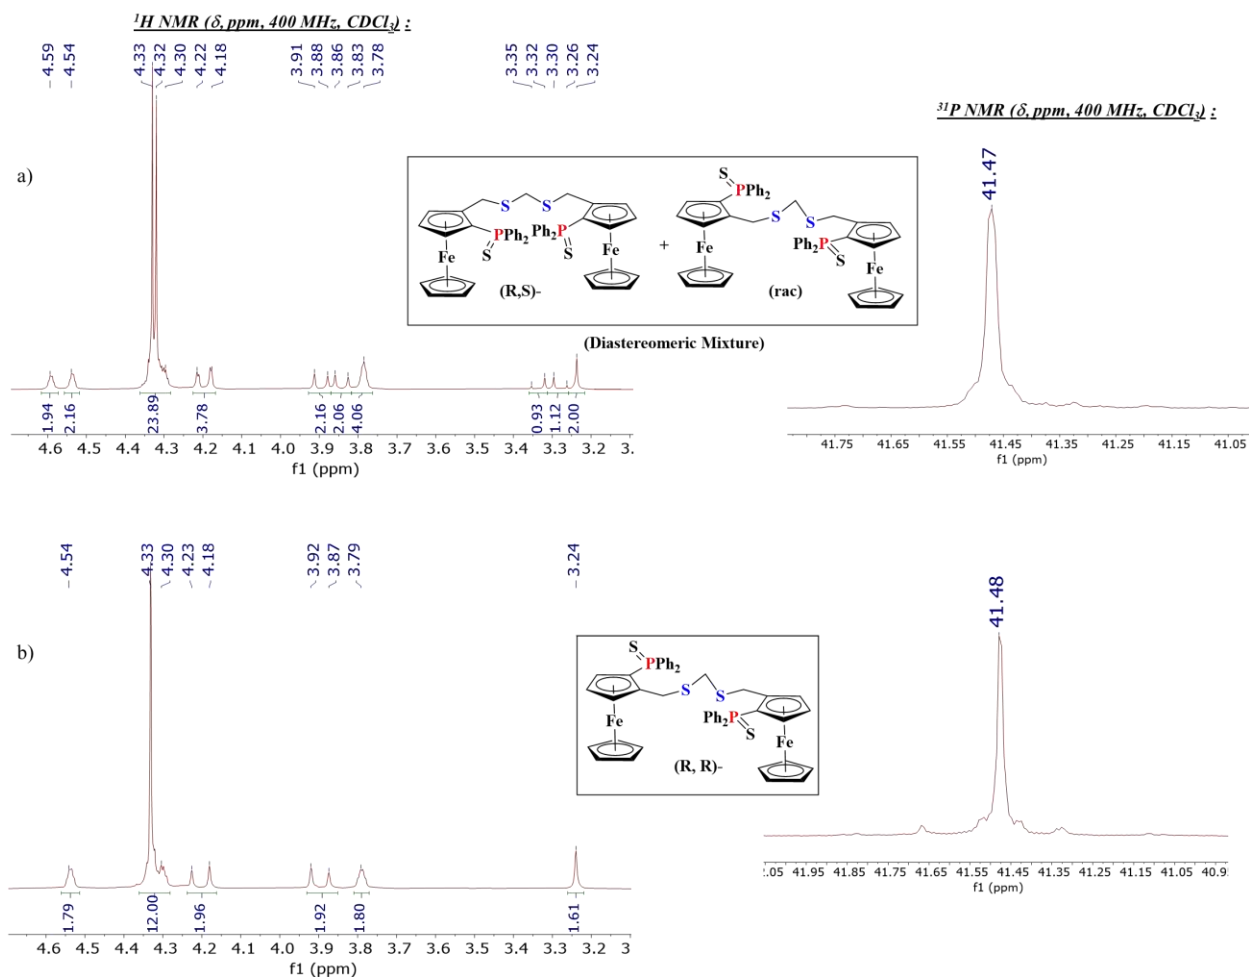 ¹H NMR (δ, ppm, 400 MHz, CDCl₃) :
4.59 4.54 4.33 4.32 4.30 4.22 4.18 3.91 3.88 3.86 3.83 3.78 3.35 3.32 3.30 3.26 3.24
³¹P NMR (δ, ppm, 400 MHz, CDCl₃) :
41.47
a)
S
PPh₂
S S
S S
PPh₂ Ph₂P
S S
Ph₂P S
Fe Fe + Fe Fe
(R,S)- (rac)
(Diastereomeric Mixture)
1.94 2.16 23.89 3.78 2.16 2.06 4.06 0.93 1.12 2.00
4.6 4.5 4.4 4.3 4.2 4.1 4.0 3.9 3.8 3.7 3.6 3.5 3.4 3.3 3.2 3.
f1 (ppm)
41.75 41.65 41.55 41.45 41.35 41.25 41.15 41.05
f1 (ppm)
4.54 4.33 4.30 4.23 4.18 3.92 3.87 3.79 3.24
41.48
b)
S
PPh₂
S S
Ph₂P S
Fe Fe
(R, R)-
1.79 12.00 1.96 1.92 1.80 1.61
4.6 4.5 4.4 4.3 4.2 4.1 4.0 3.9 3.8 3.7 3.6 3.5 3.4 3.3 3.2 3.1 3
f1 (ppm)
2.05 41.95 41.85 41.75 41.65 41.55 41.45 41.35 41.25 41.15 41.05 40.9
f1 (ppm)